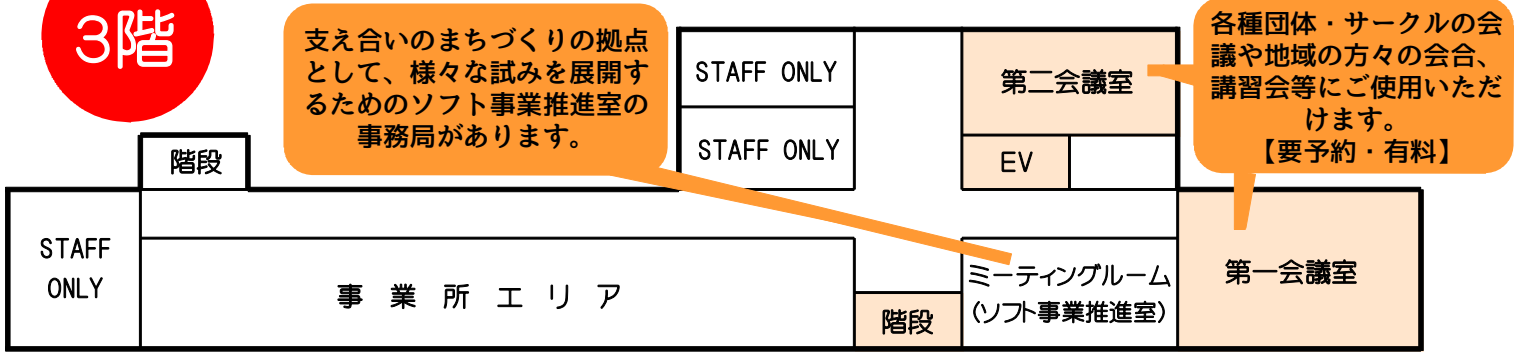 3階
支え合いのまちづくりの拠点
として、様々な試みを展開す
るためのソフト事業推進室の
事務局があります。
STAFF ONLY
STAFF ONLY
第二会議室
各種団体・サークルの会
議や地域の方々の会合、
講習会等にご使用いただ
けます。
【要予約・有料】
階段
EV
STAFF
ONLY
事業所エリア
階段
ミーティングルーム
(ソフト事業推進室)
第一会議室